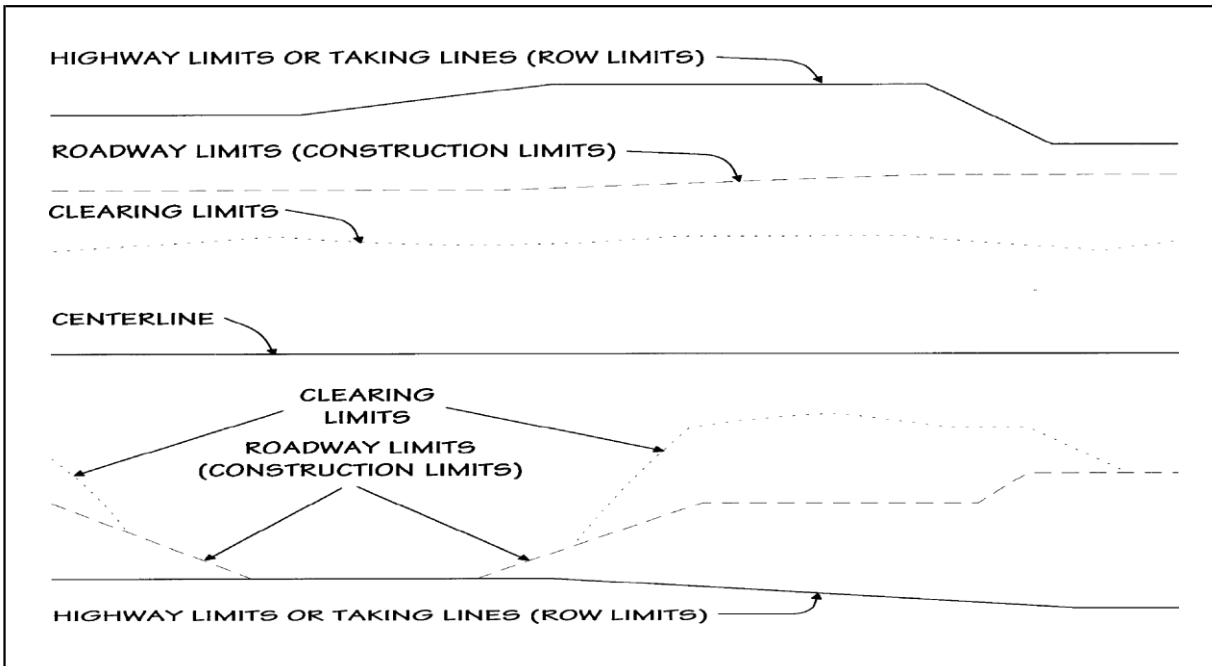 HIGHWAY LIMITS OR TAKING LINES (ROW LIMITS)
ROADWAY LIMITS (CONSTRUCTION LIMITS)
CLEARING LIMITS
CENTERLINE
CLEARING
LIMITS
ROADWAY LIMITS
(CONSTRUCTION LIMITS)
HIGHWAY LIMITS OR TAKING LINES (ROW LIMITS)